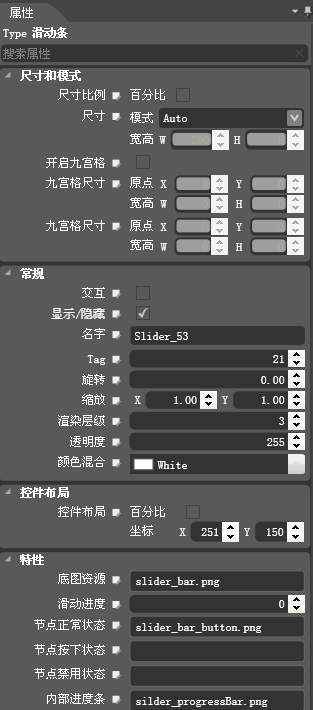 属性
Type 滑动条
搜索属性
尺寸和模式
尺寸比例 百分比
尺寸 模式 Auto
宽高 W H
开启九宫格
九宫格尺寸 原点 X Y
宽高 W H
九宫格尺寸 原点 X Y
宽高 W H
常规
交互
显示/隐藏
名字 Slider_53
Tag 21
旋转 0.00
缩放 X 1.00 Y 1.00
渲染层级 3
透明度 255
颜色混合 White
控件布局
控件布局 百分比
坐标 X 251 Y 150
特性
底图资源 slider_bar.png
滑动进度 0
节点正常状态 slider_bar_button.png
节点按下状态
节点禁用状态
内部进度条 silder_progressBar.png